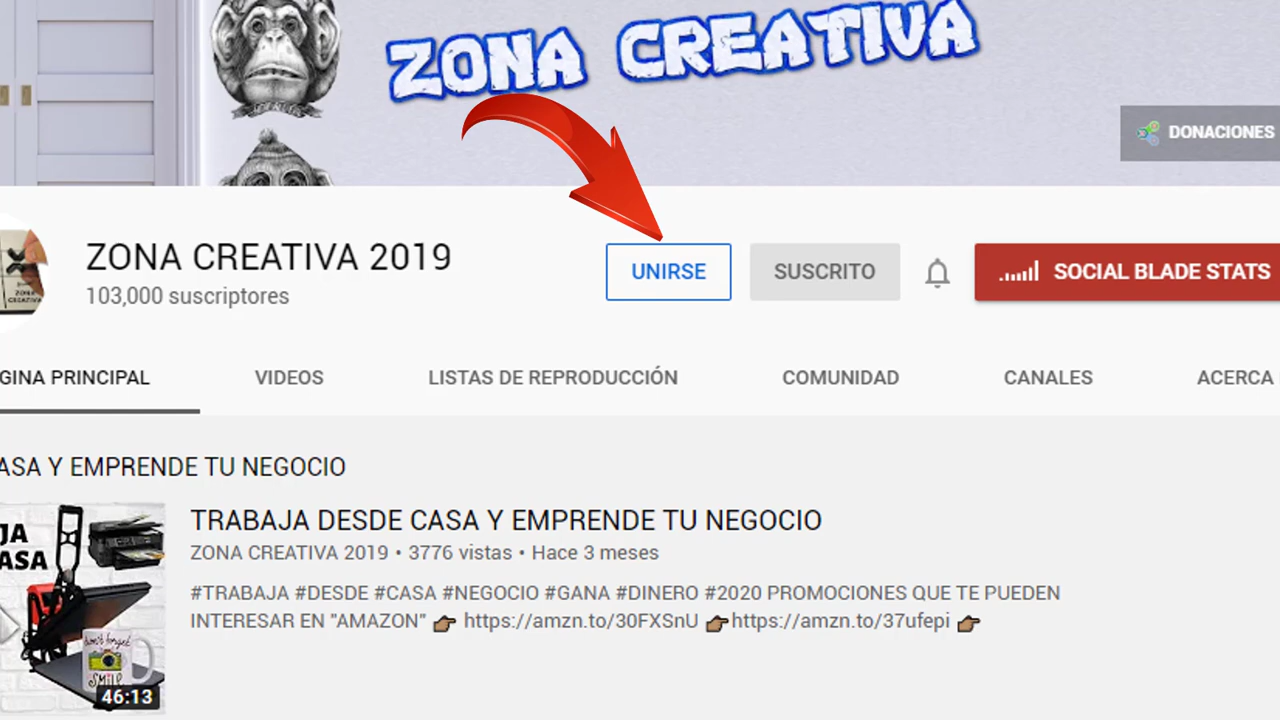 ZONA CREATIVA
DONACIONES
ZONA CREATIVA 2019
103,000 suscriptores
UNIRSE
SUSCRITO
SOCIAL BLADE STATS
GINA PRINCIPAL
VIDEOS
LISTAS DE REPRODUCCIÓN
COMUNIDAD
CANALES
ACERCA
ASA Y EMPRENDE TU NEGOCIO
JA
ASA
don't forget
SMILE
46:13
TRABAJA DESDE CASA Y EMPRENDE TU NEGOCIO
ZONA CREATIVA 2019 • 3776 vistas • Hace 3 meses
#TRABAJA #DESDE #CASA #NEGOCIO #GANA #DINERO #2020 PROMOCIONES QUE TE PUEDEN
INTERESAR EN "AMAZON" 👉🏾 https://amzn.to/30FXSnU 👉🏾https://amzn.to/37ufepi 👉🏾